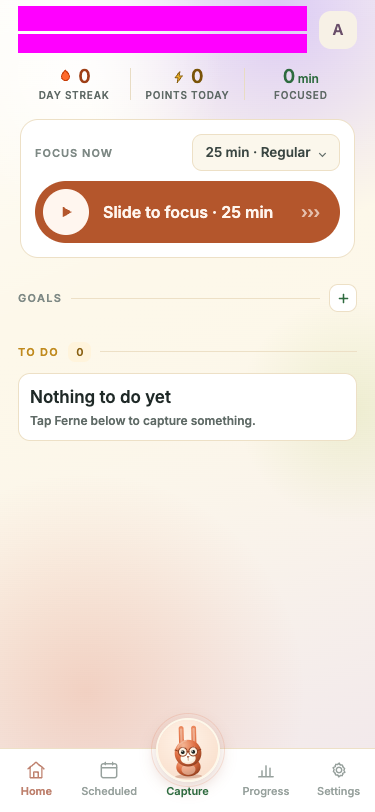 A
0
DAY STREAK
0
POINTS TODAY
0 min
FOCUSED
FOCUS NOW
25 min · Regular
Slide to focus · 25 min
›››
GOALS
+
TO DO 0
Nothing to do yet
Tap Ferne below to capture something.
Home
Scheduled
Capture
Progress
Settings